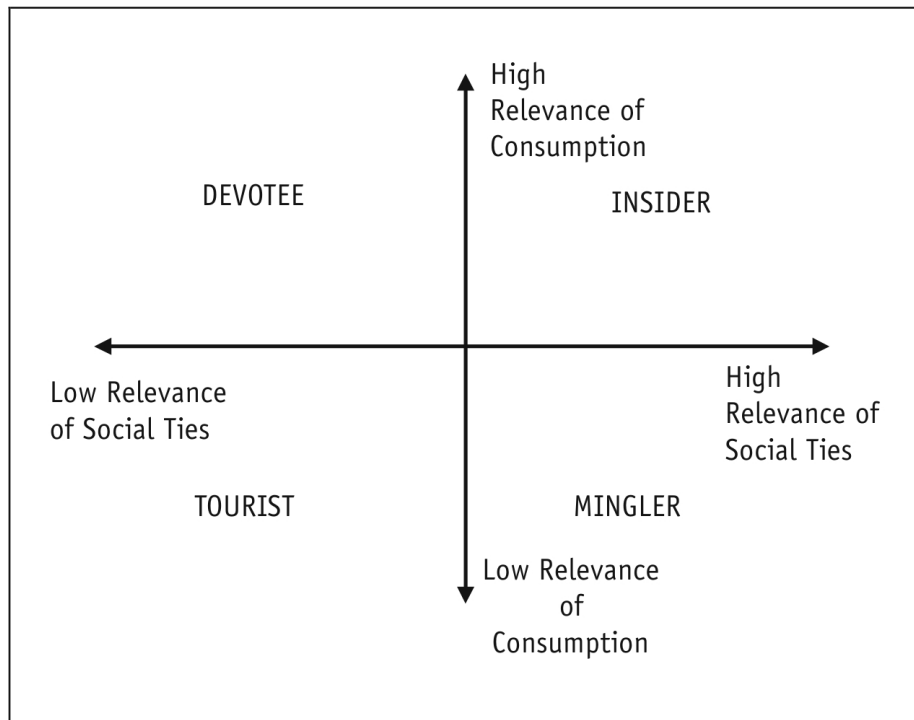 High
Relevance of
Consumption
DEVOTEE
INSIDER
Low Relevance
of Social Ties
High
Relevance of
Social Ties
TOURIST
MINGLER
Low Relevance
of
Consumption